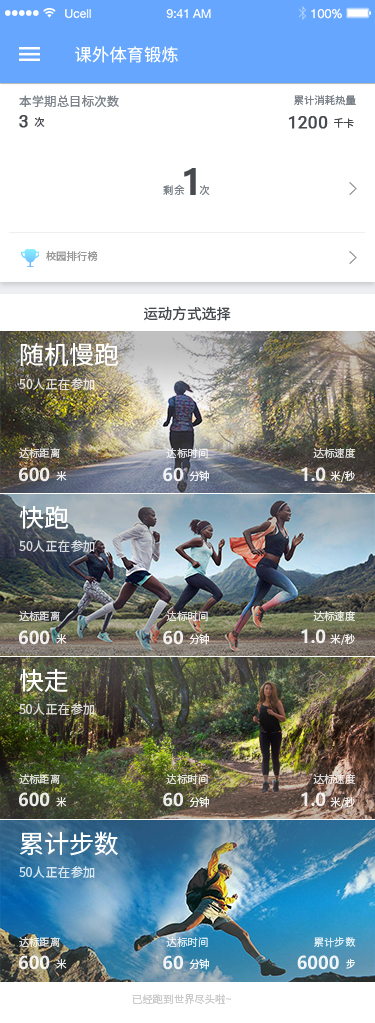 Ucell 9:41 AM 100%
课外体育锻炼
本学期总目标次数 累计消耗热量
3 次 1200 千卡
剩余1次
校园排行榜
运动方式选择
随机慢跑
50人正在参加
达标距离 达标时间 达标速度
600 米 60 分钟 1.0 米/秒
快跑
50人正在参加
达标距离 达标时间 达标速度
600 米 60 分钟 1.0 米/秒
快走
50人正在参加
达标距离 达标时间 达标速度
600 米 60 分钟 1.0 米/秒
累计步数
50人正在参加
达标距离 达标时间 累计步数
600 米 60 分钟 6000 步
已经跑到世界尽头啦~